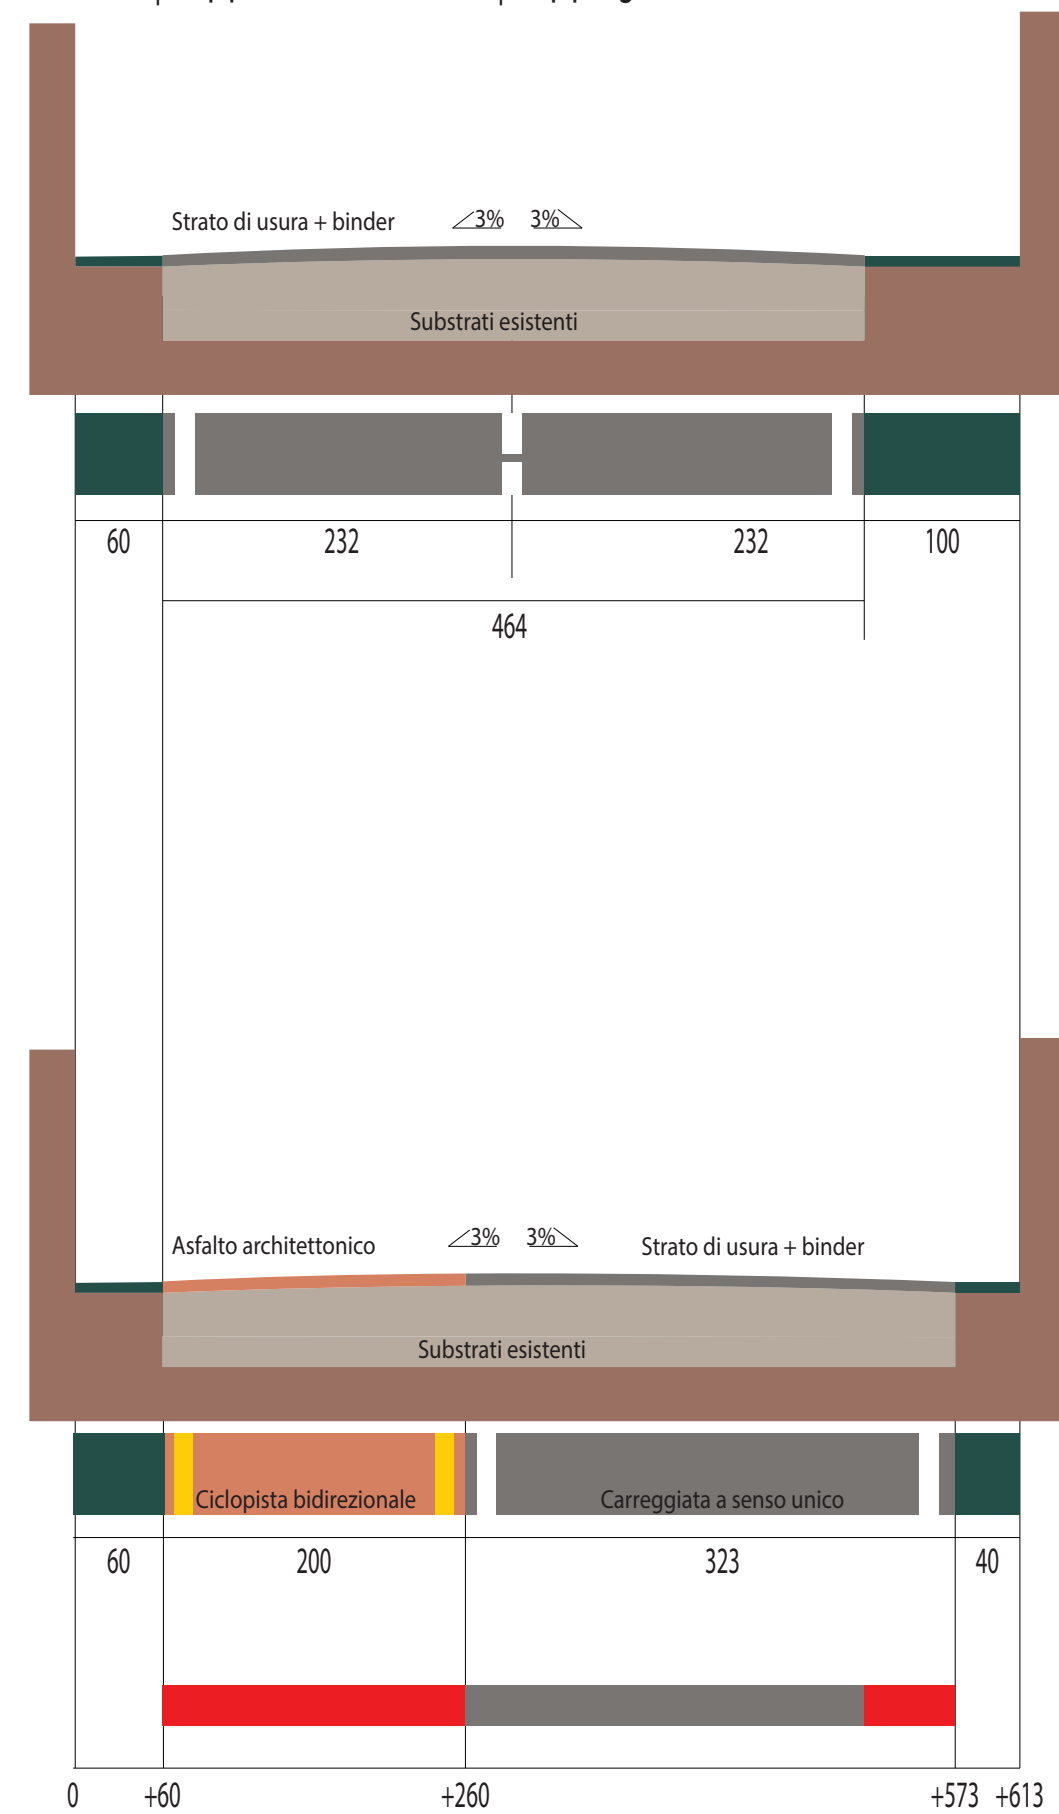 Strato di usura + binder 3% 3%
Substrati esistenti
60 232 232 100
464
Asfalto architettonico 3% 3% Strato di usura + binder
Substrati esistenti
Ciclopista bidirezionale Carreggiata a senso unico
60 200 323 40
0 +60 +260 +573 +613